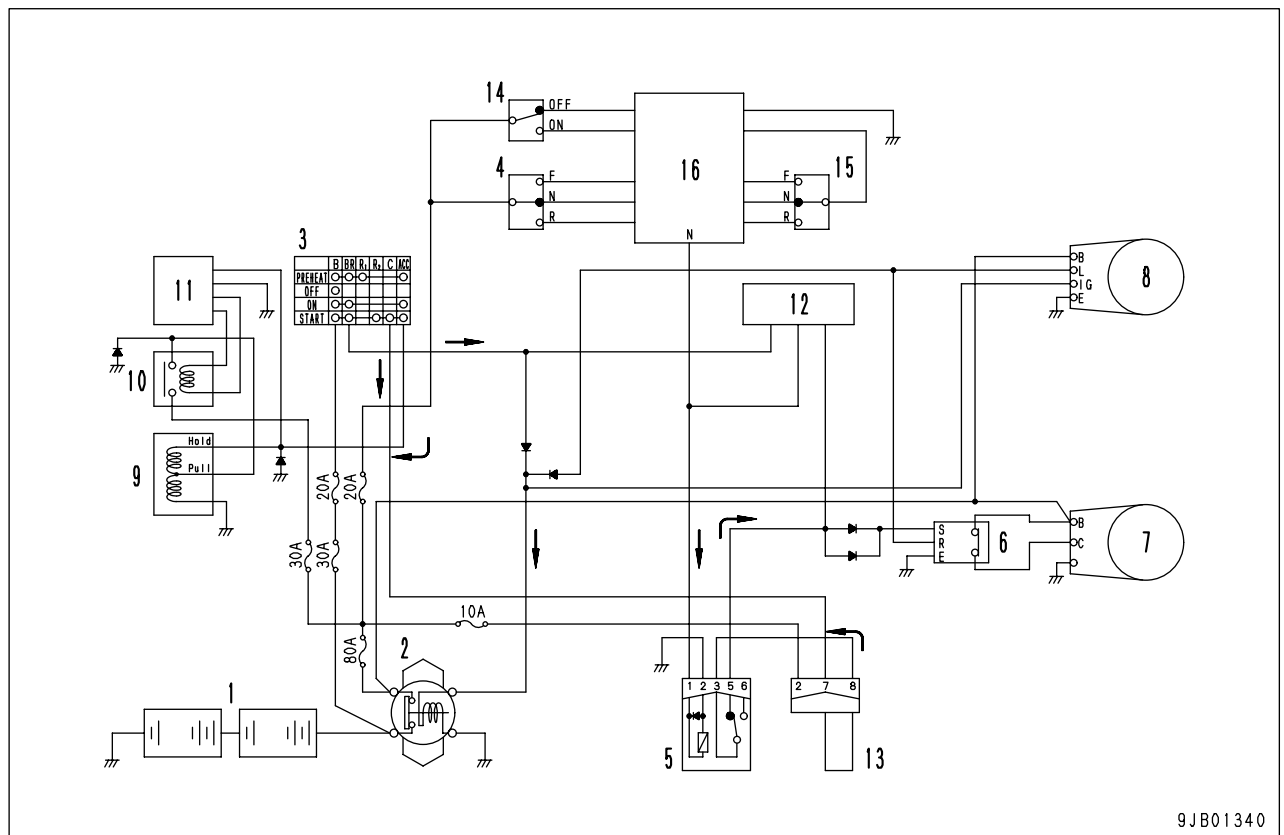 14
OFF
ON
4
F
N
R
16
N
15
F
N
R
3
B BR R1 R2 C ACC
PREHEAT
OFF
ON
START
11
12
8
B
L
IG
E
10
9
Hold
Pull
20A
20A
30A
30A
80A
10A
7
B
C
6
S
R
E
2
1
5
1 2 3 5 6
13
2 7 8
9JB01340